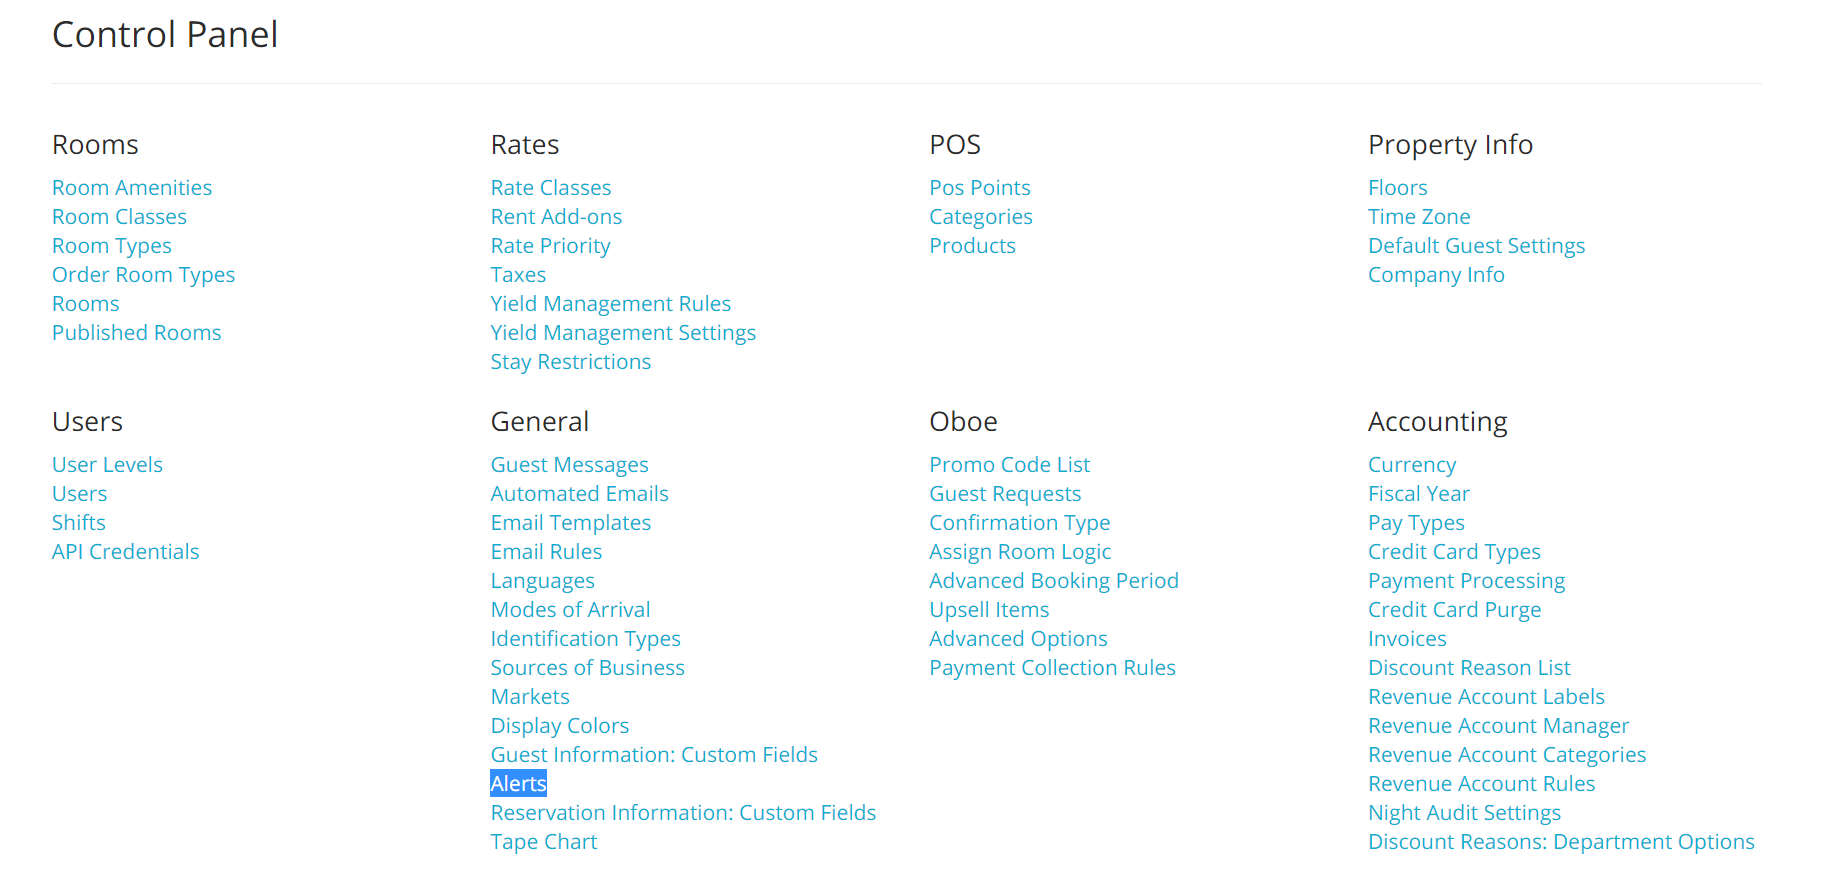 Control Panel
Rooms
Room Amenities
Room Classes
Room Types
Order Room Types
Rooms
Published Rooms
Rates
Rate Classes
Rent Add-ons
Rate Priority
Taxes
Yield Management Rules
Yield Management Settings
Stay Restrictions
POS
Pos Points
Categories
Products
Property Info
Floors
Time Zone
Default Guest Settings
Company Info
Users
User Levels
Users
Shifts
API Credentials
General
Guest Messages
Automated Emails
Email Templates
Email Rules
Languages
Modes of Arrival
Identification Types
Sources of Business
Markets
Display Colors
Guest Information: Custom Fields
Alerts
Reservation Information: Custom Fields
Tape Chart
Oboe
Promo Code List
Guest Requests
Confirmation Type
Assign Room Logic
Advanced Booking Period
Upsell Items
Advanced Options
Payment Collection Rules
Accounting
Currency
Fiscal Year
Pay Types
Credit Card Types
Payment Processing
Credit Card Purge
Invoices
Discount Reason List
Revenue Account Labels
Revenue Account Manager
Revenue Account Categories
Revenue Account Rules
Night Audit Settings
Discount Reasons: Department Options